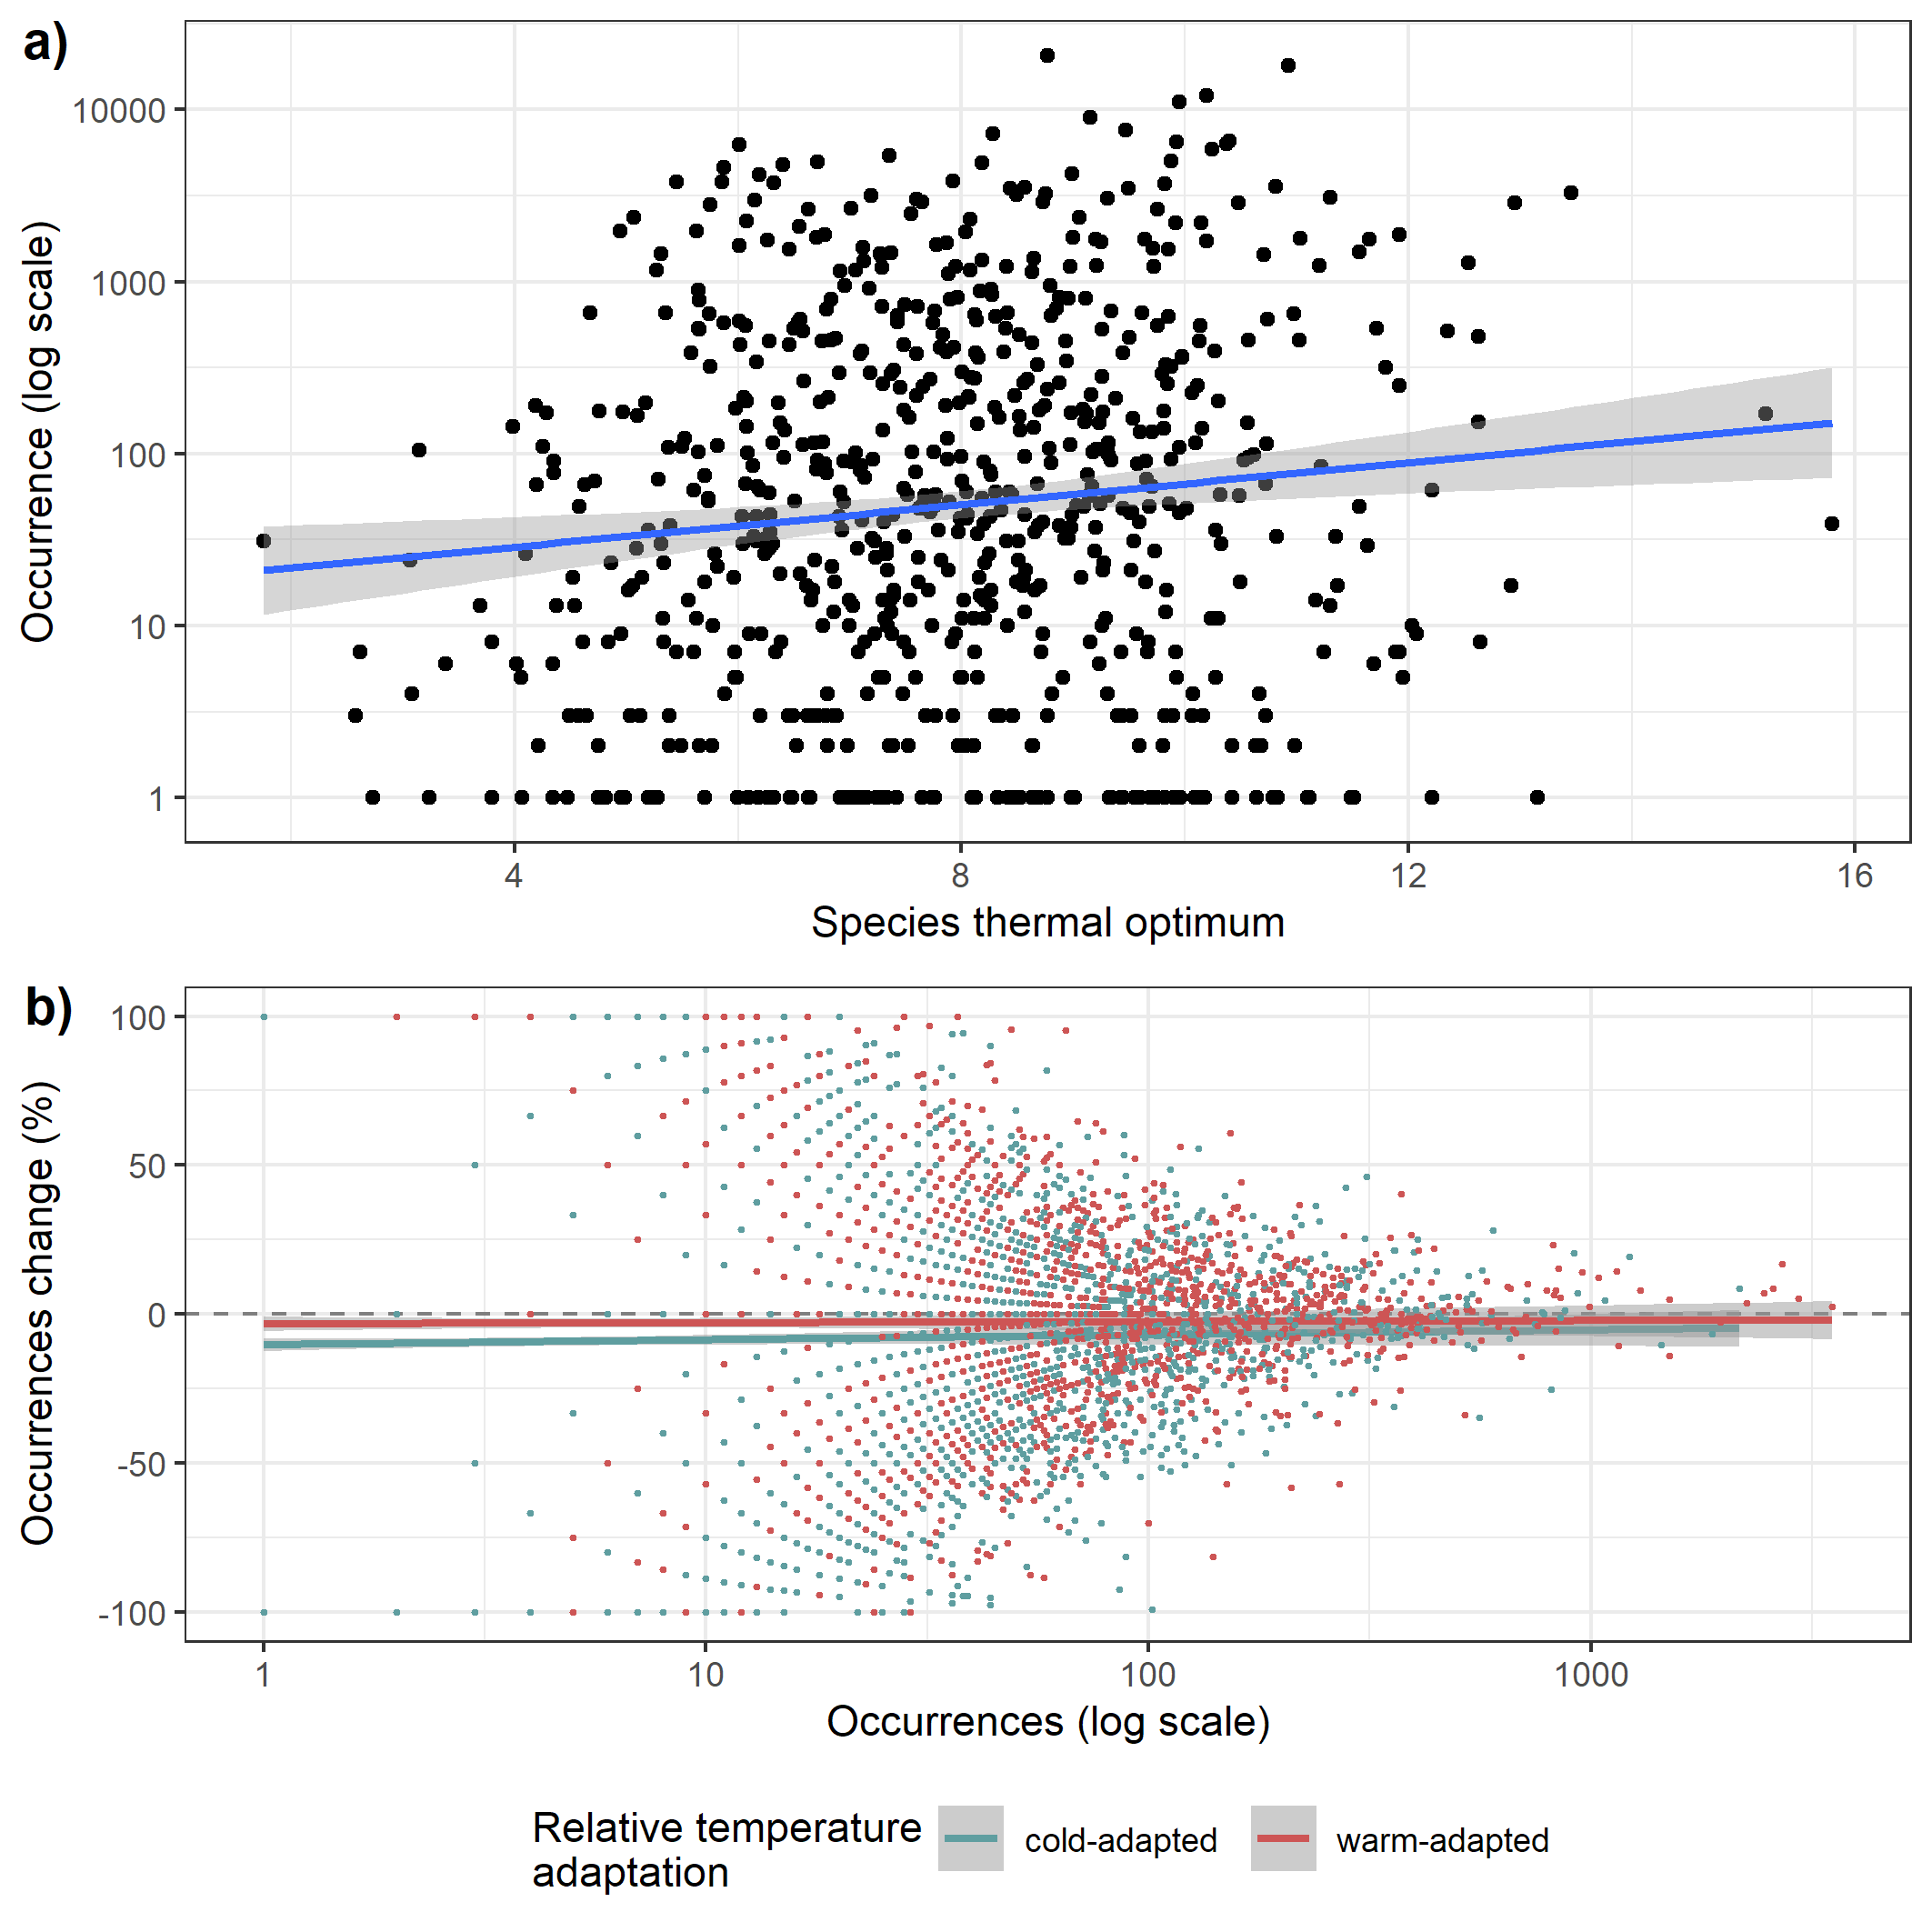 a)
Occurrence (log scale)
10000
1000
100
10
1
4
8
12
16
Species thermal optimum
b)
Occurrences change (%)
100
50
0
-50
-100
1
10
100
1000
Occurrences (log scale)
Relative temperature
adaptation
cold-adapted
warm-adapted